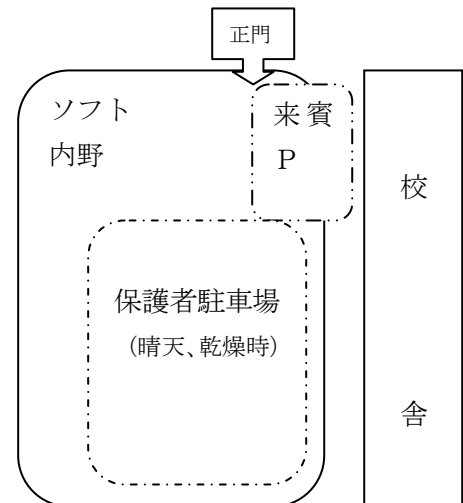 正門
ソフト
内野
来賓
Ｐ
校
舎
保護者駐車場
（晴天、乾燥時）